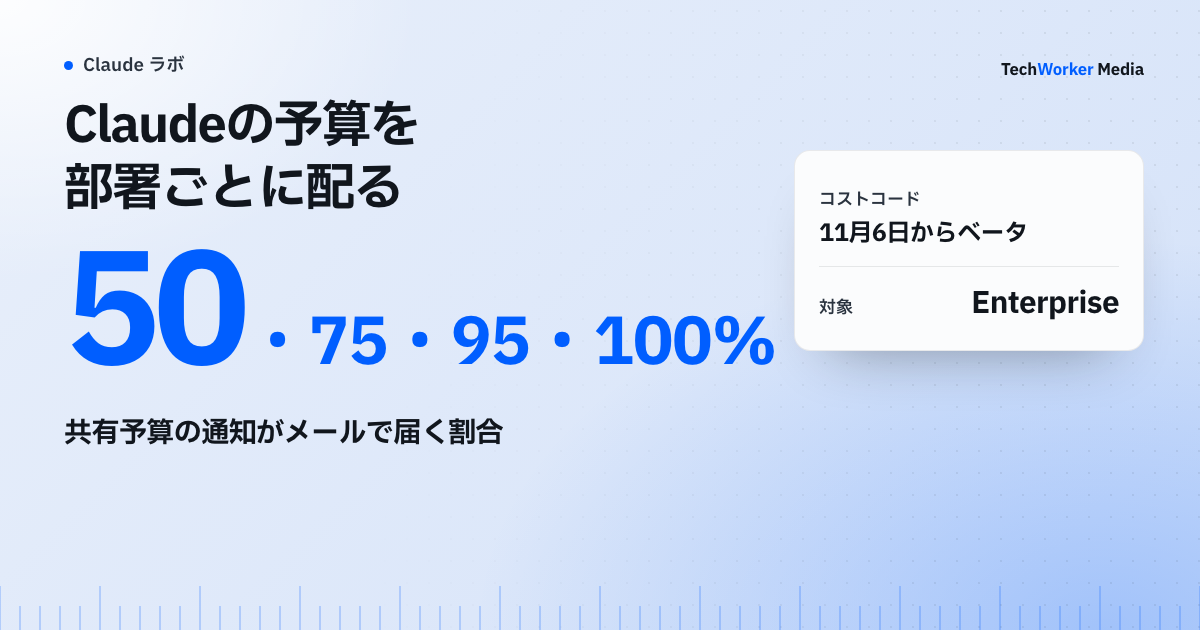 Claude ラボ
TechWorker Media
Claudeの予算を
部署ごとに配る
50・75・95・100%
共有予算の通知がメールで届く割合
コストコード
11月6日からベータ
対象 Enterprise